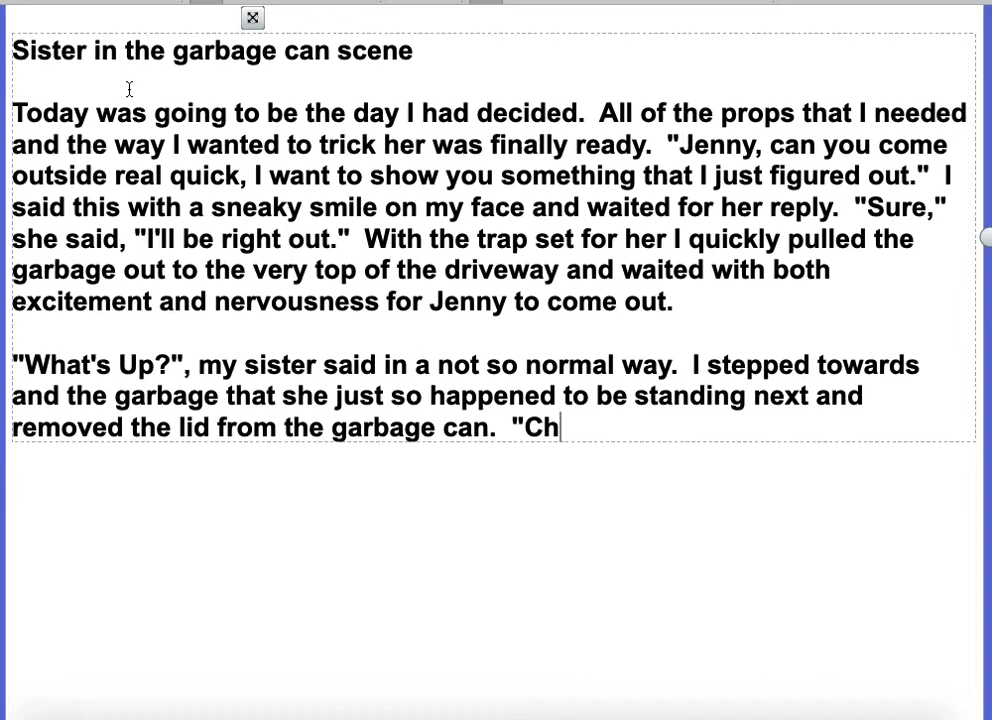 Sister in the garbage can scene
Today was going to be the day I had decided.  All of the props that I needed
and the way I wanted to trick her was finally ready.  "Jenny, can you come
outside real quick, I want to show you something that I just figured out."  I
said this with a sneaky smile on my face and waited for her reply.  "Sure,"
she said, "I'll be right out."  With the trap set for her I quickly pulled the
garbage out to the very top of the driveway and waited with both
excitement and nervousness for Jenny to come out.
"What's Up?", my sister said in a not so normal way.  I stepped towards
and the garbage that she just so happened to be standing next and
removed the lid from the garbage can.  "Ch